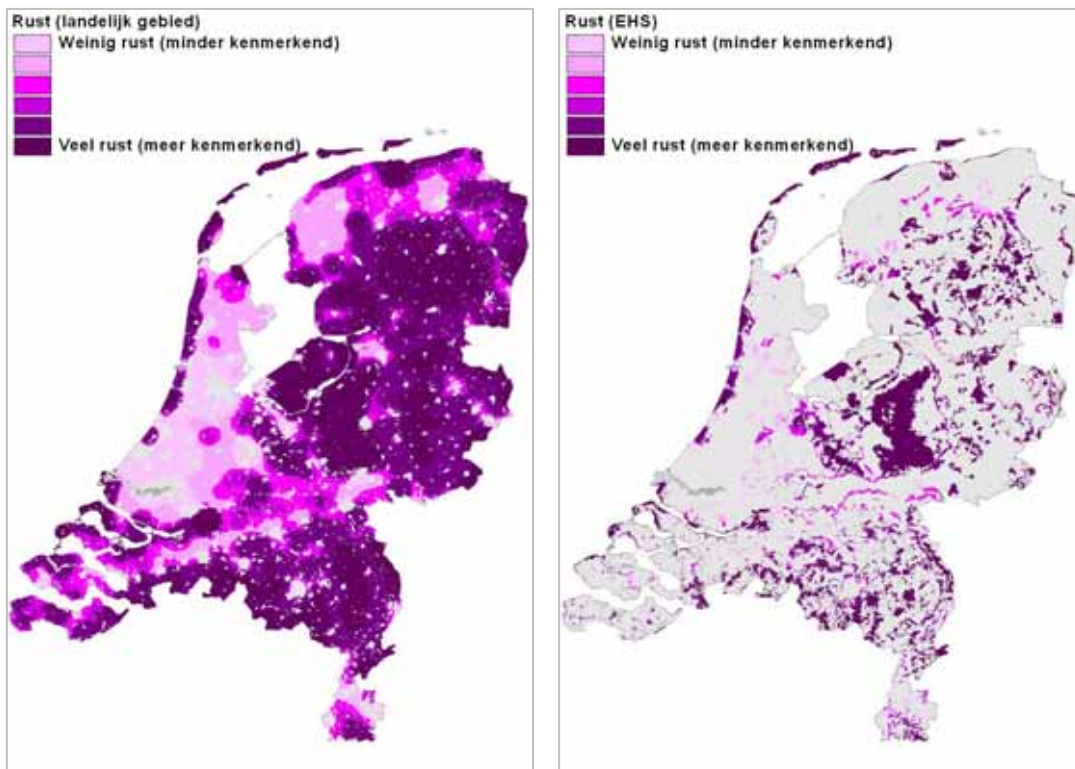 Rust (landelijk gebied)
Weinig rust (minder kenmerkend)
Veel rust (meer kenmerkend)
Rust (EHS)
Weinig rust (minder kenmerkend)
Veel rust (meer kenmerkend)